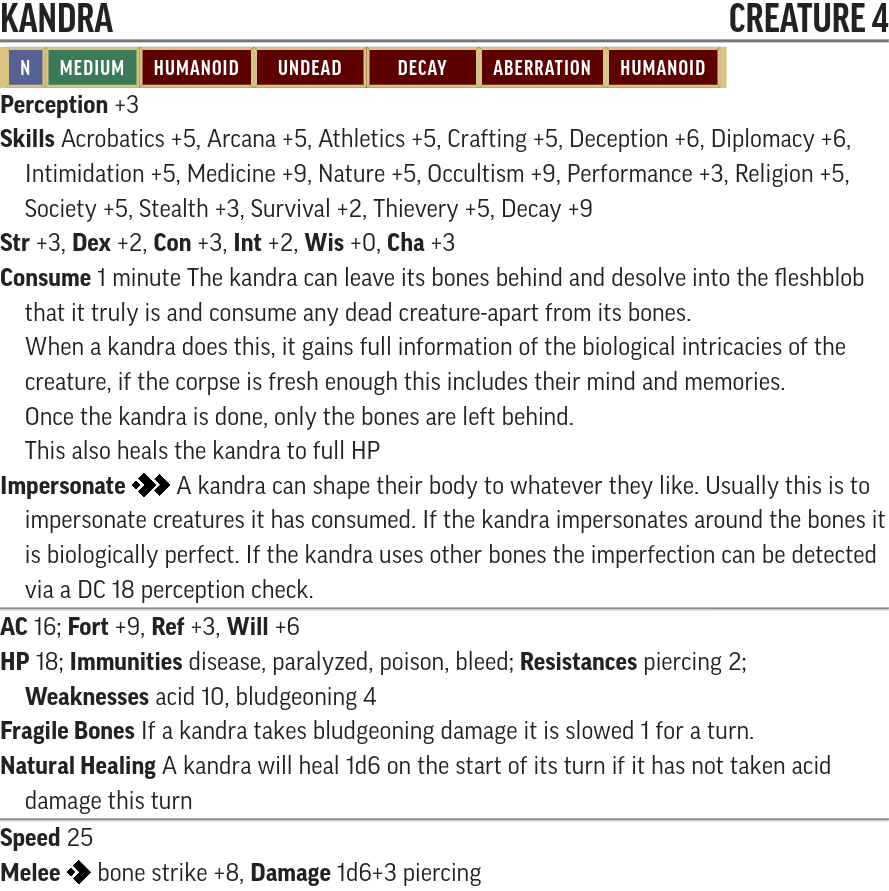 KANDRA CREATURE 4
N MEDIUM HUMANOID UNDEAD DECAY ABERRATION HUMANOID
Perception +3
Skills Acrobatics +5, Arcana +5, Athletics +5, Crafting +5, Deception +6, Diplomacy +6,
Intimidation +5, Medicine +9, Nature +5, Occultism +9, Performance +3, Religion +5,
Society +5, Stealth +3, Survival +2, Thievery +5, Decay +9
Str +3, Dex +2, Con +3, Int +2, Wis +0, Cha +3
Consume 1 minute The kandra can leave its bones behind and desolve into the fleshblob
that it truly is and consume any dead creature-apart from its bones.
When a kandra does this, it gains full information of the biological intricacies of the
creature, if the corpse is fresh enough this includes their mind and memories.
Once the kandra is done, only the bones are left behind.
This also heals the kandra to full HP
Impersonate A kandra can shape their body to whatever they like. Usually this is to
impersonate creatures it has consumed. If the kandra impersonates around the bones it
is biologically perfect. If the kandra uses other bones the imperfection can be detected
via a DC 18 perception check.
AC 16; Fort +9, Ref +3, Will +6
HP 18; Immunities disease, paralyzed, poison, bleed; Resistances piercing 2;
Weaknesses acid 10, bludgeoning 4
Fragile Bones If a kandra takes bludgeoning damage it is slowed 1 for a turn.
Natural Healing A kandra will heal 1d6 on the start of its turn if it has not taken acid
damage this turn
Speed 25
Melee bone strike +8, Damage 1d6+3 piercing